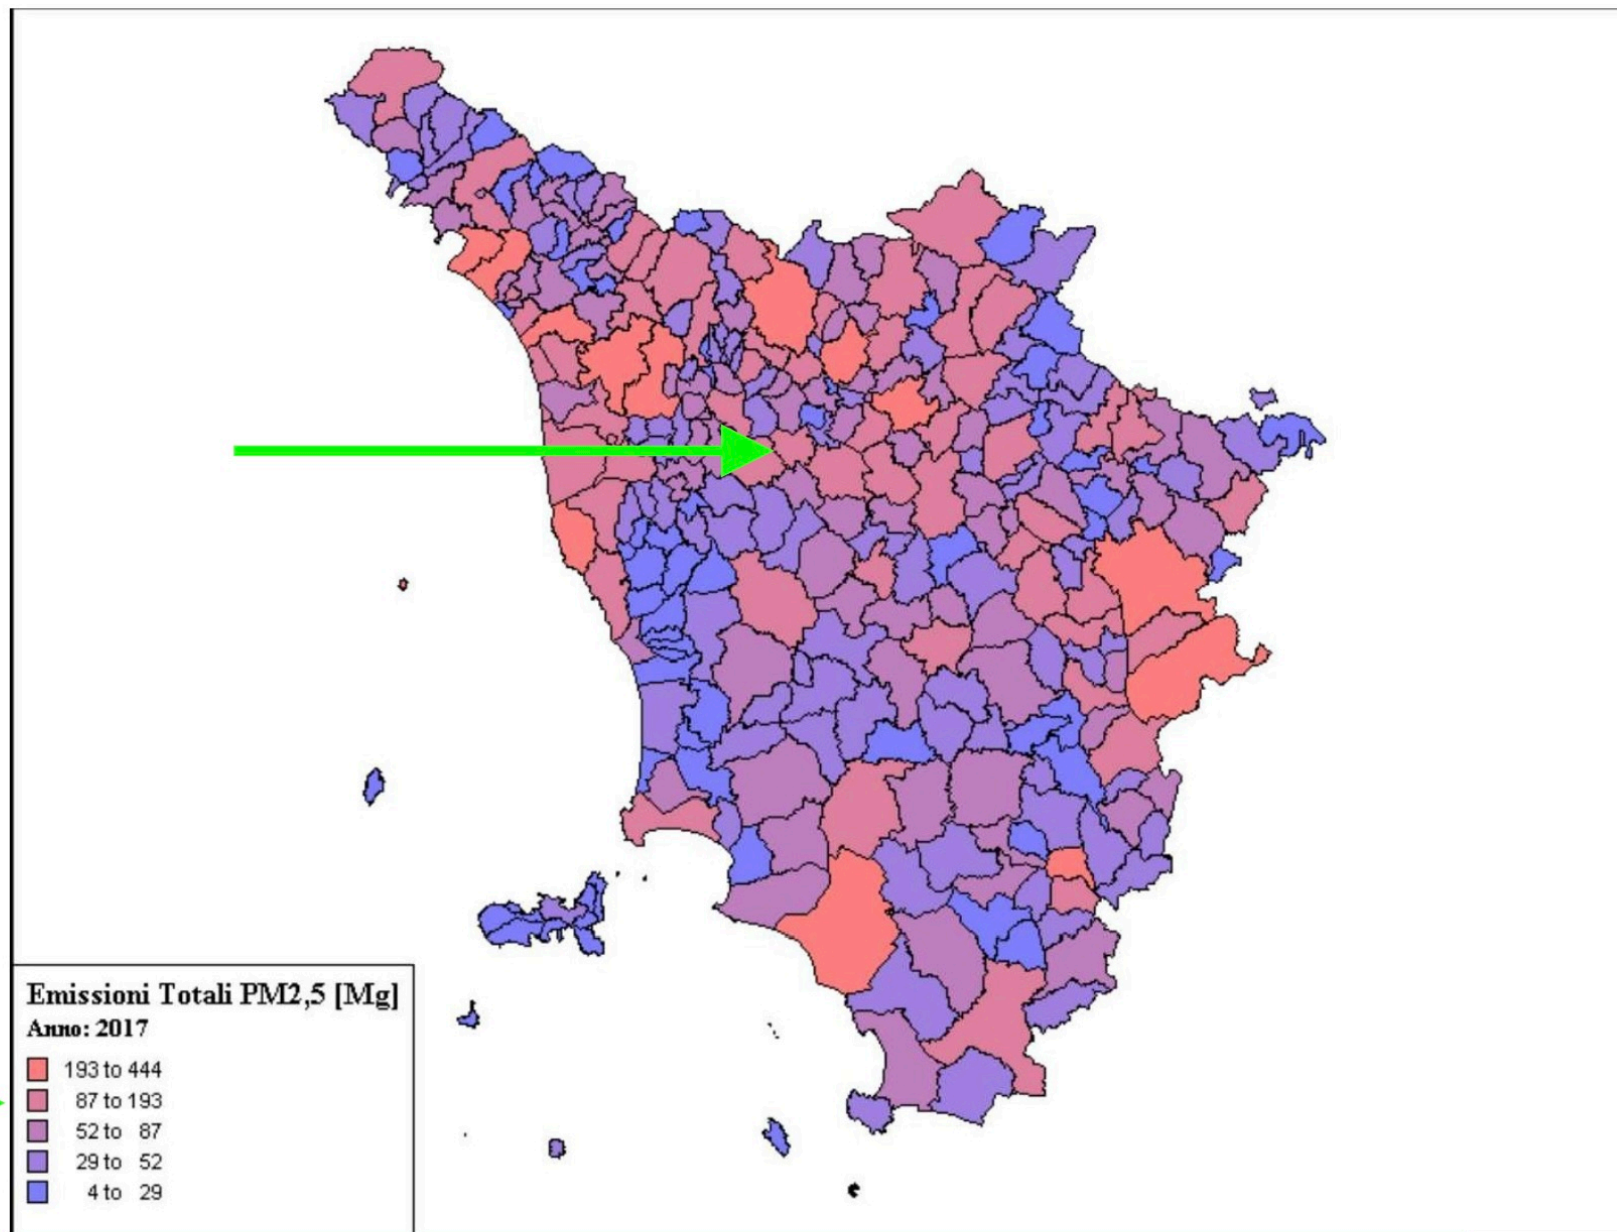 Emissioni Totali PM2,5 [Mg]
Anno: 2017
193 to 444
87 to 193
52 to 87
29 to 52
4 to 29